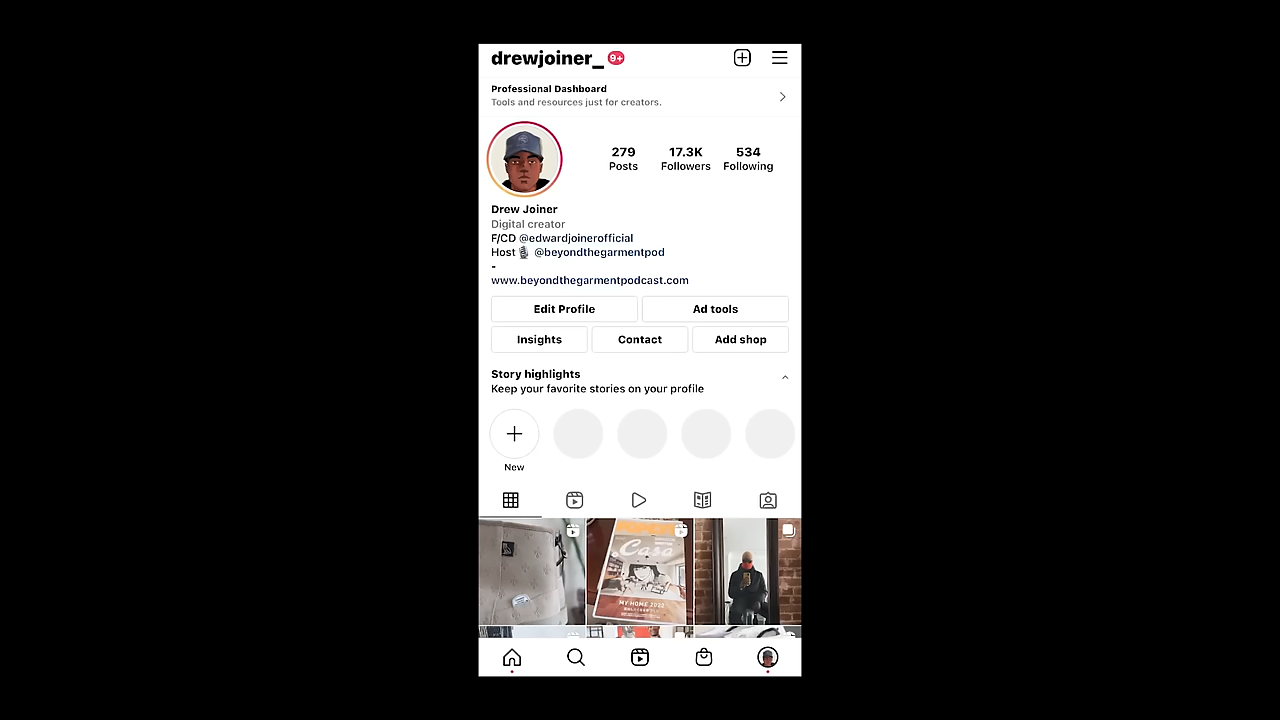 drewjoiner_ 9+
Professional Dashboard
Tools and resources just for creators.
279 17.3K 534
Posts Followers Following
Drew Joiner
Digital creator
F/CD @edwardjoinerofficial
Host @beyondthegarmentpod
-
www.beyondthegarmentpodcast.com
Edit Profile Ad tools
Insights Contact Add shop
Story highlights
Keep your favorite stories on your profile
New
Casa
MY HOME 2022